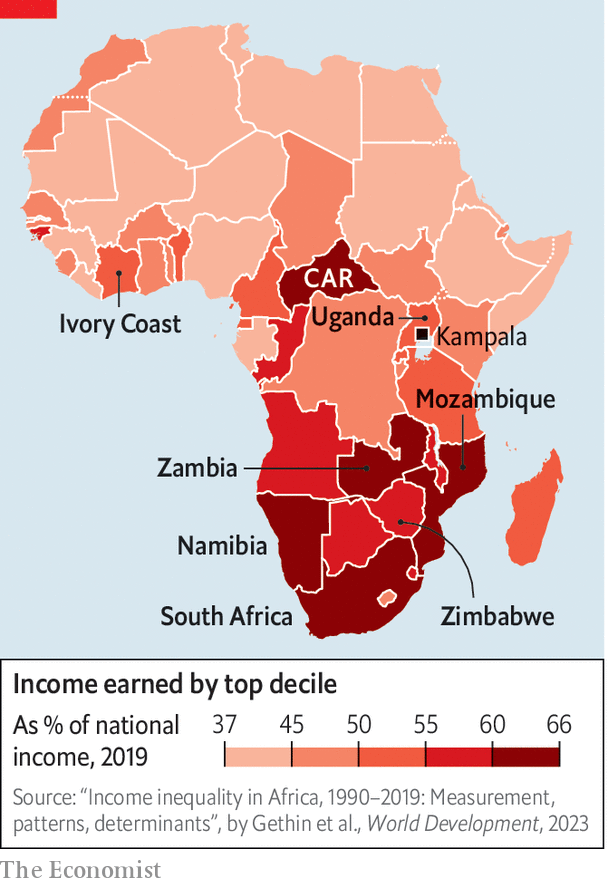 CAR
Uganda
Kampala
Ivory Coast
Mozambique
Zambia
Namibia
South Africa
Zimbabwe
Income earned by top decile
As % of national
income, 2019
37 45 50 55 60 66
Source: “Income inequality in Africa, 1990–2019: Measurement,
patterns, determinants”, by Gethin et al., World Development, 2023
The Economist